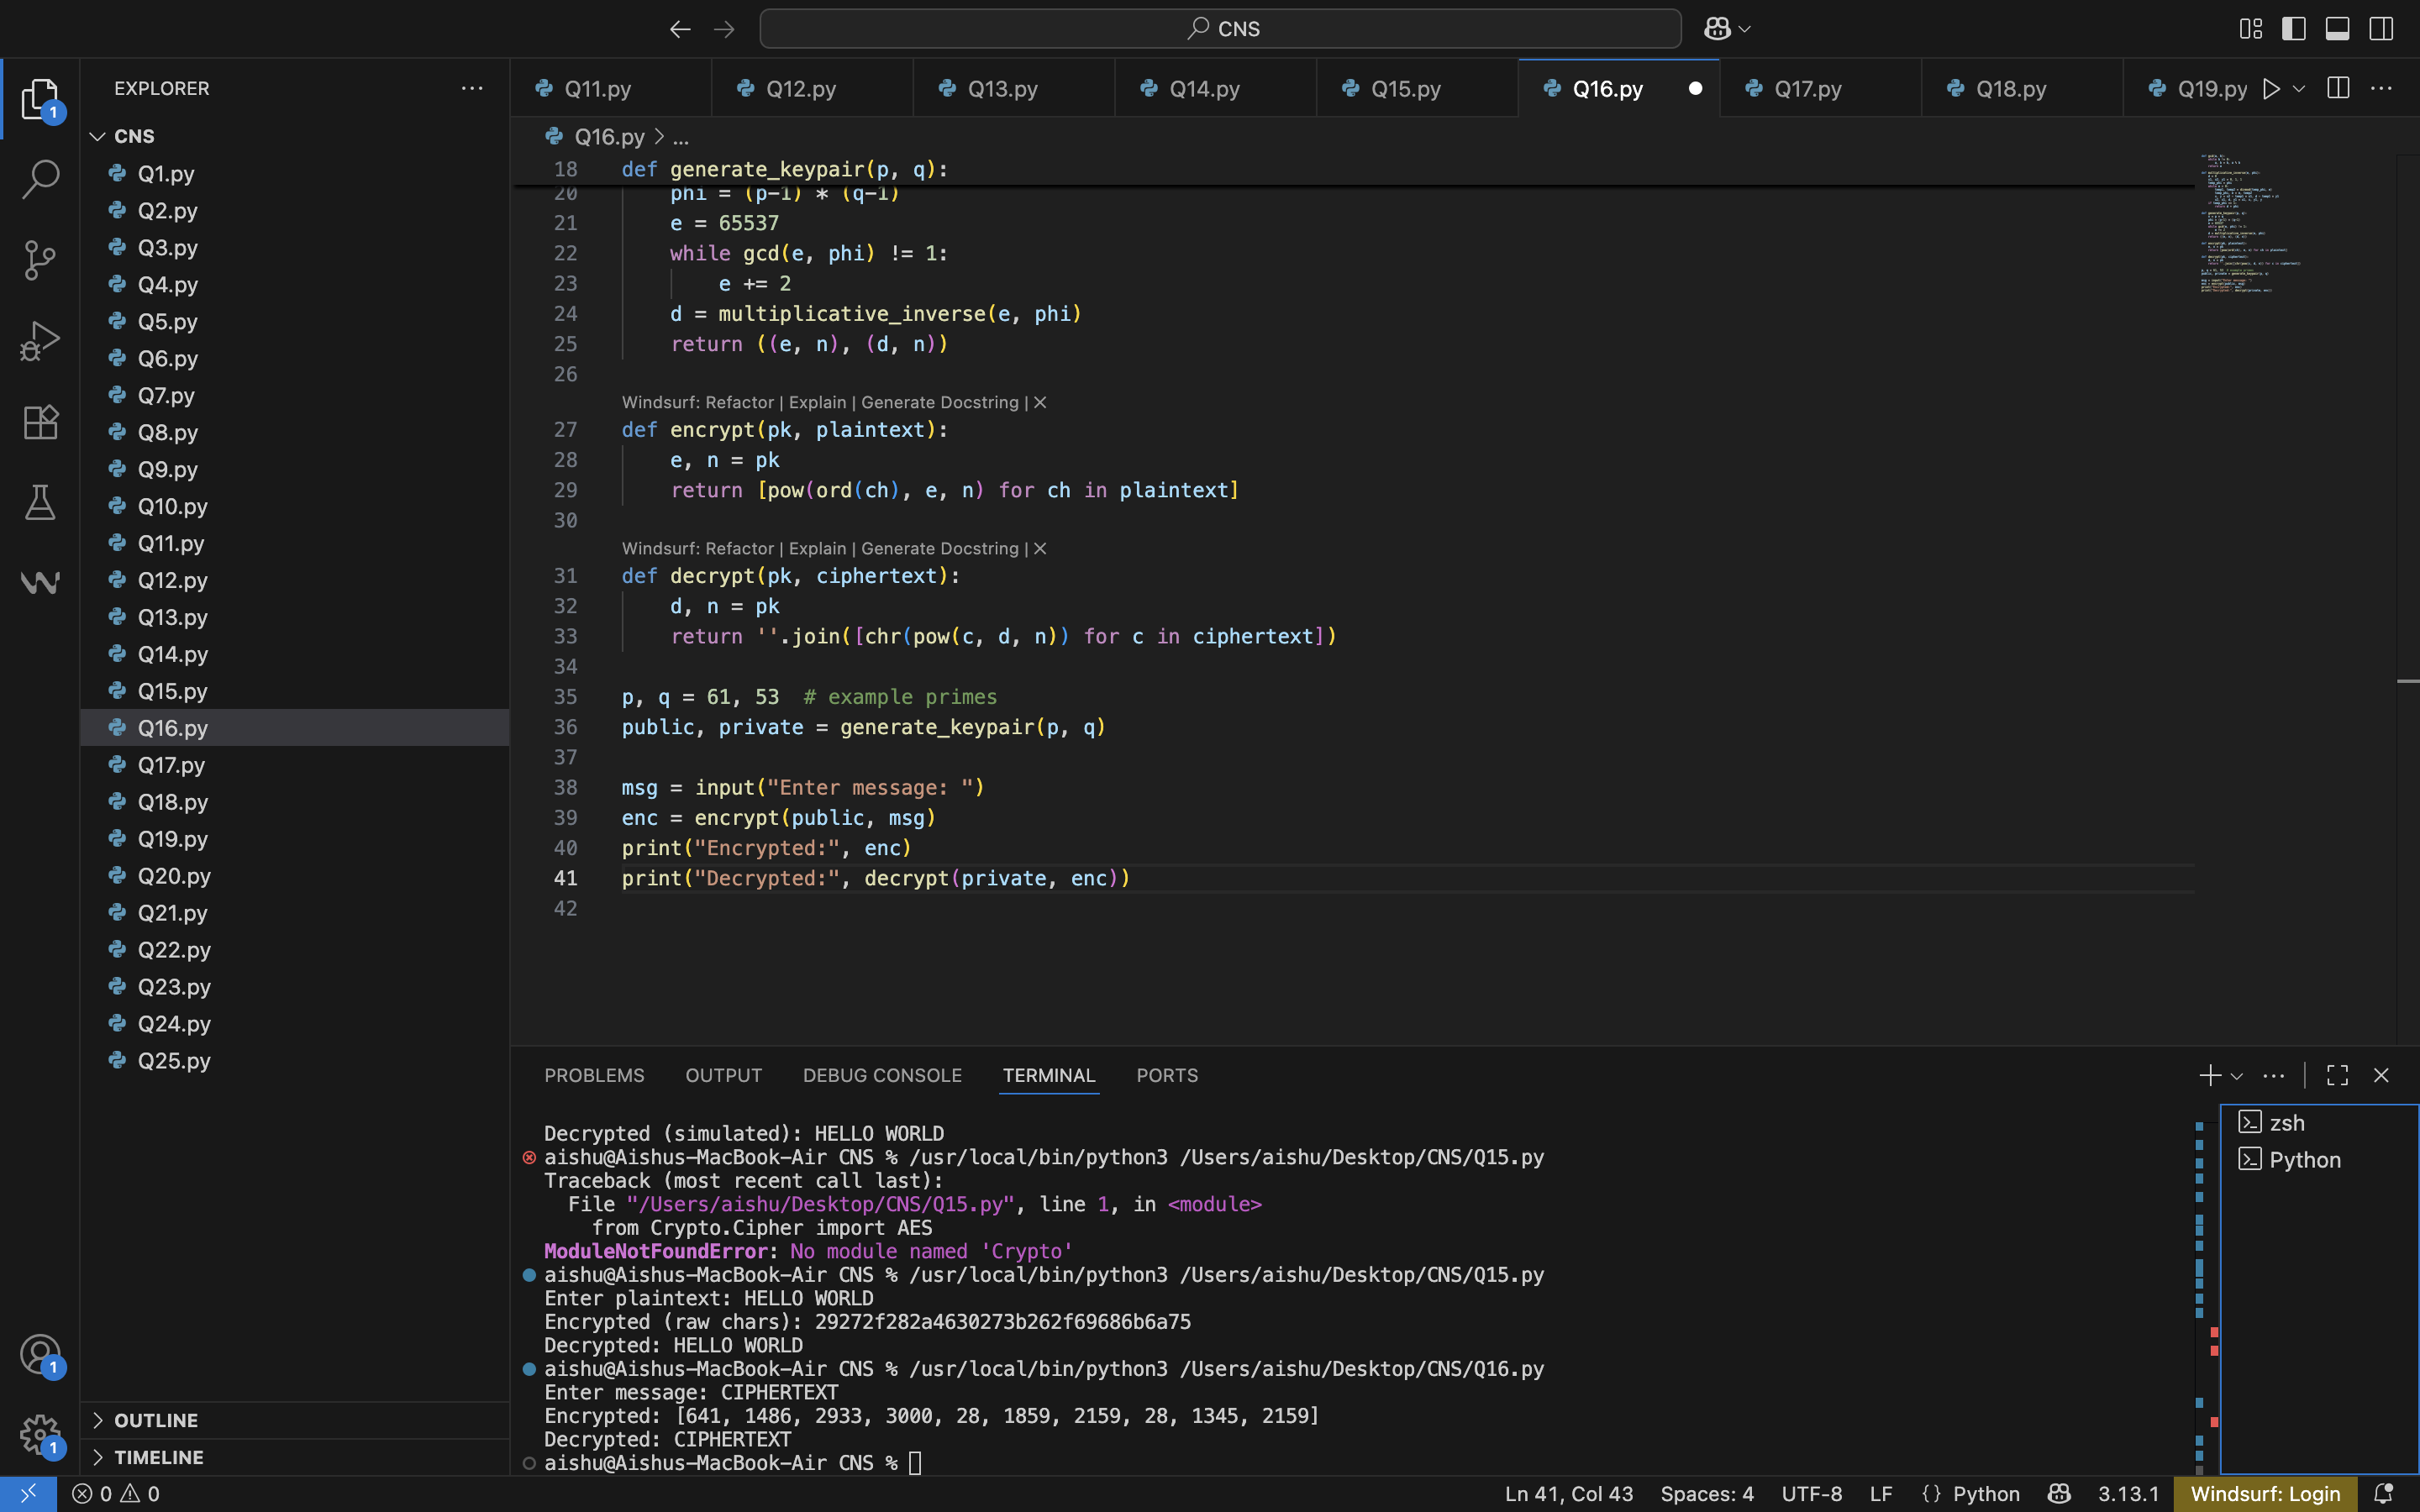 CNS
EXPLORER
Q11.py
Q12.py
Q13.py
Q14.py
Q15.py
Q16.py
Q17.py
Q18.py
Q19.py
1
CNS
Q1.py
Q2.py
Q3.py
Q4.py
Q5.py
Q6.py
Q7.py
Q8.py
Q9.py
Q10.py
Q11.py
Q12.py
Q13.py
Q14.py
Q15.py
Q16.py
Q17.py
Q18.py
Q19.py
Q20.py
Q21.py
Q22.py
Q23.py
Q24.py
Q25.py
OUTLINE
TIMELINE
1
1
Q16.py > ...
18 def generate_keypair(p, q):
20 phi = (p-1) * (q-1)
21 e = 65537
22 while gcd(e, phi) != 1:
23 e += 2
24 d = multiplicative_inverse(e, phi)
25 return ((e, n), (d, n))
26
Windsurf: Refactor | Explain | Generate Docstring | X
27 def encrypt(pk, plaintext):
28 e, n = pk
29 return [pow(ord(ch), e, n) for ch in plaintext]
30
Windsurf: Refactor | Explain | Generate Docstring | X
31 def decrypt(pk, ciphertext):
32 d, n = pk
33 return ''.join([chr(pow(c, d, n)) for c in ciphertext])
34
35 p, q = 61, 53  # example primes
36 public, private = generate_keypair(p, q)
37
38 msg = input("Enter message: ")
39 enc = encrypt(public, msg)
40 print("Encrypted:", enc)
41 print("Decrypted:", decrypt(private, enc))
42
PROBLEMS OUTPUT DEBUG CONSOLE TERMINAL PORTS
Decrypted (simulated): HELLO WORLD
aishu@Aishus-MacBook-Air CNS % /usr/local/bin/python3 /Users/aishu/Desktop/CNS/Q15.py
Traceback (most recent call last):
File "/Users/aishu/Desktop/CNS/Q15.py", line 1, in <module>
from Crypto.Cipher import AES
ModuleNotFoundError: No module named 'Crypto'
aishu@Aishus-MacBook-Air CNS % /usr/local/bin/python3 /Users/aishu/Desktop/CNS/Q15.py
Enter plaintext: HELLO WORLD
Encrypted (raw chars): 29272f282a4630273b262f69686b6a75
Decrypted: HELLO WORLD
aishu@Aishus-MacBook-Air CNS % /usr/local/bin/python3 /Users/aishu/Desktop/CNS/Q16.py
Enter message: CIPHERTEXT
Encrypted: [641, 1486, 2933, 3000, 28, 1859, 2159, 28, 1345, 2159]
Decrypted: CIPHERTEXT
aishu@Aishus-MacBook-Air CNS %
zsh
Python
0 0
Ln 41, Col 43 Spaces: 4 UTF-8 LF {} Python 3.13.1 Windsurf: Login